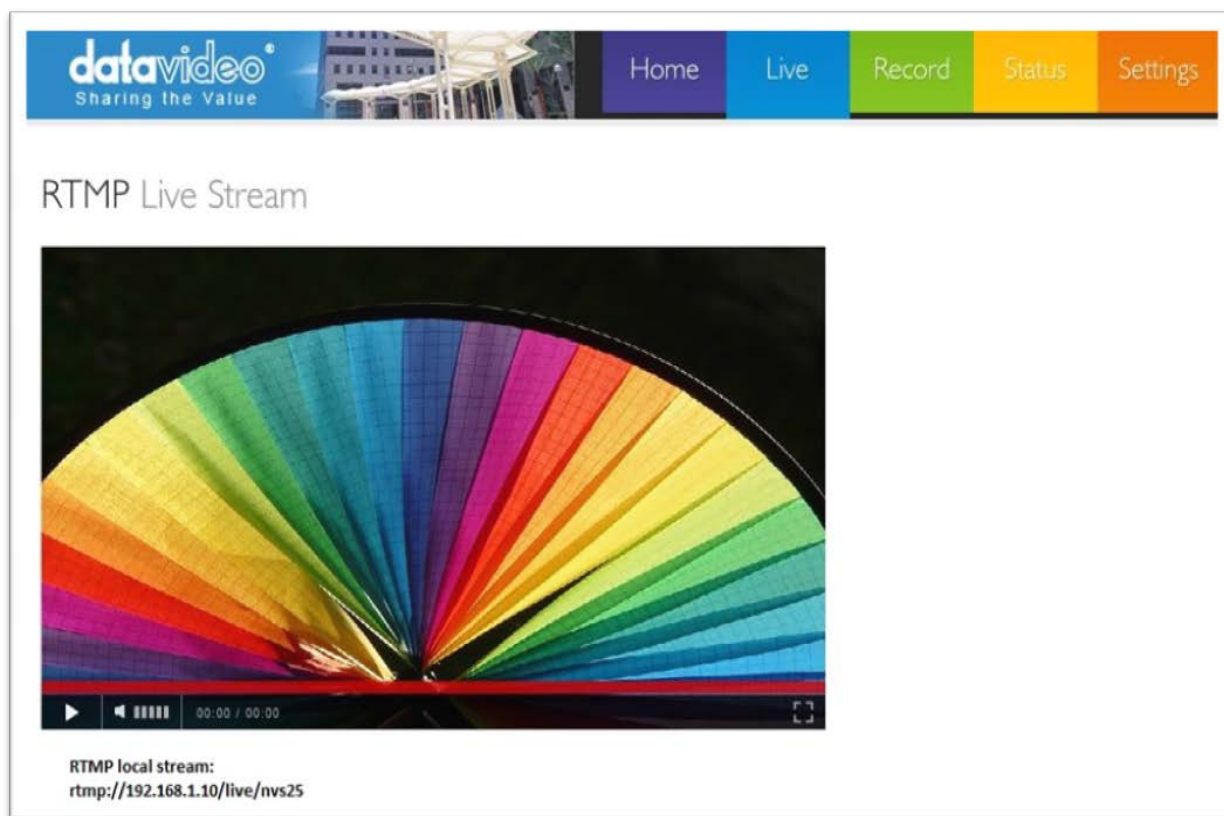 datavideo®
Sharing the Value
Home Live Record Status Settings
RTMP Live Stream
00:00 / 00:00
RTMP local stream:
rtmp://192.168.1.10/live/nvs25